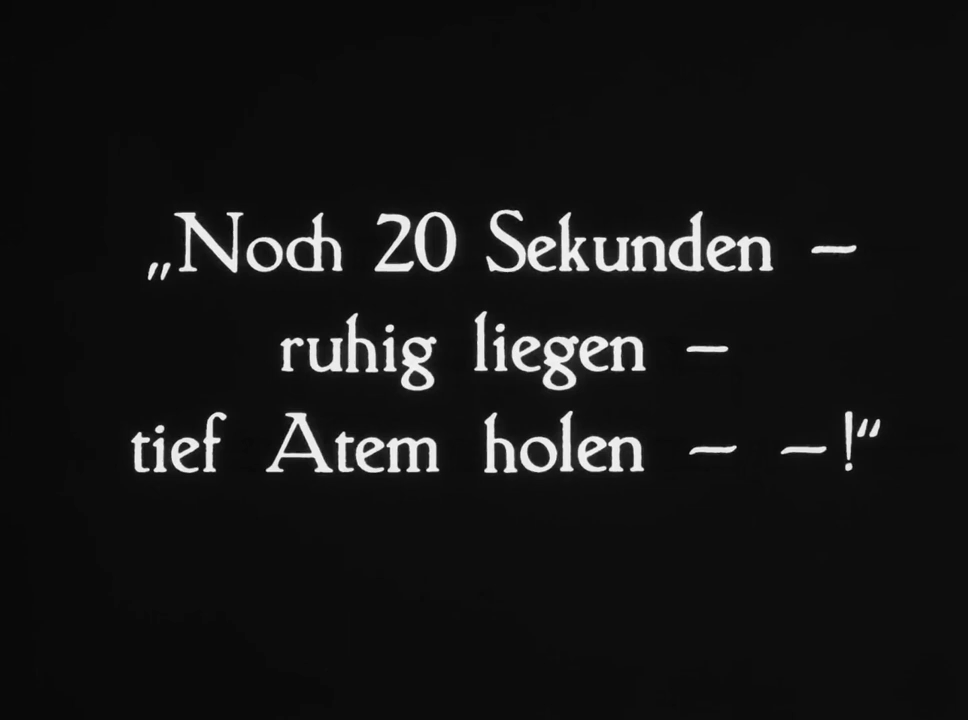 „Noch 20 Sekunden –
ruhig liegen –
tief Atem holen – –!“